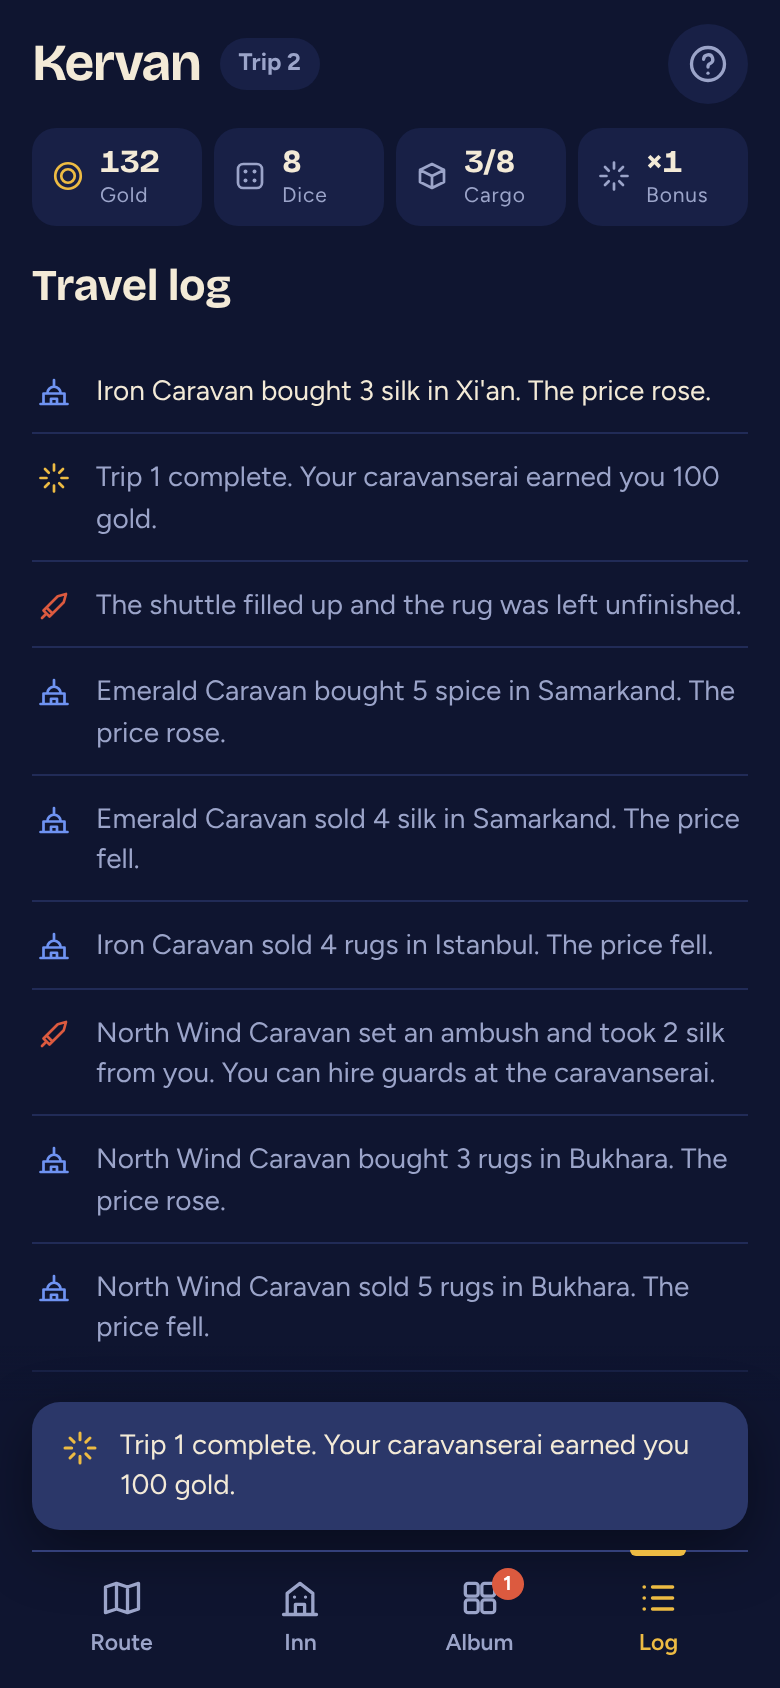 Kervan
Trip 2
132
Gold
8
Dice
3/8
Cargo
×1
Bonus
Travel log
Iron Caravan bought 3 silk in Xi'an. The price rose.
Trip 1 complete. Your caravanserai earned you 100
gold.
The shuttle filled up and the rug was left unfinished.
Emerald Caravan bought 5 spice in Samarkand. The
price rose.
Emerald Caravan sold 4 silk in Samarkand. The price
fell.
Iron Caravan sold 4 rugs in Istanbul. The price fell.
North Wind Caravan set an ambush and took 2 silk
from you. You can hire guards at the caravanserai.
North Wind Caravan bought 3 rugs in Bukhara. The
price rose.
North Wind Caravan sold 5 rugs in Bukhara. The
price fell.
Trip 1 complete. Your caravanserai earned you
100 gold.
Route
Inn
1
Album
Log